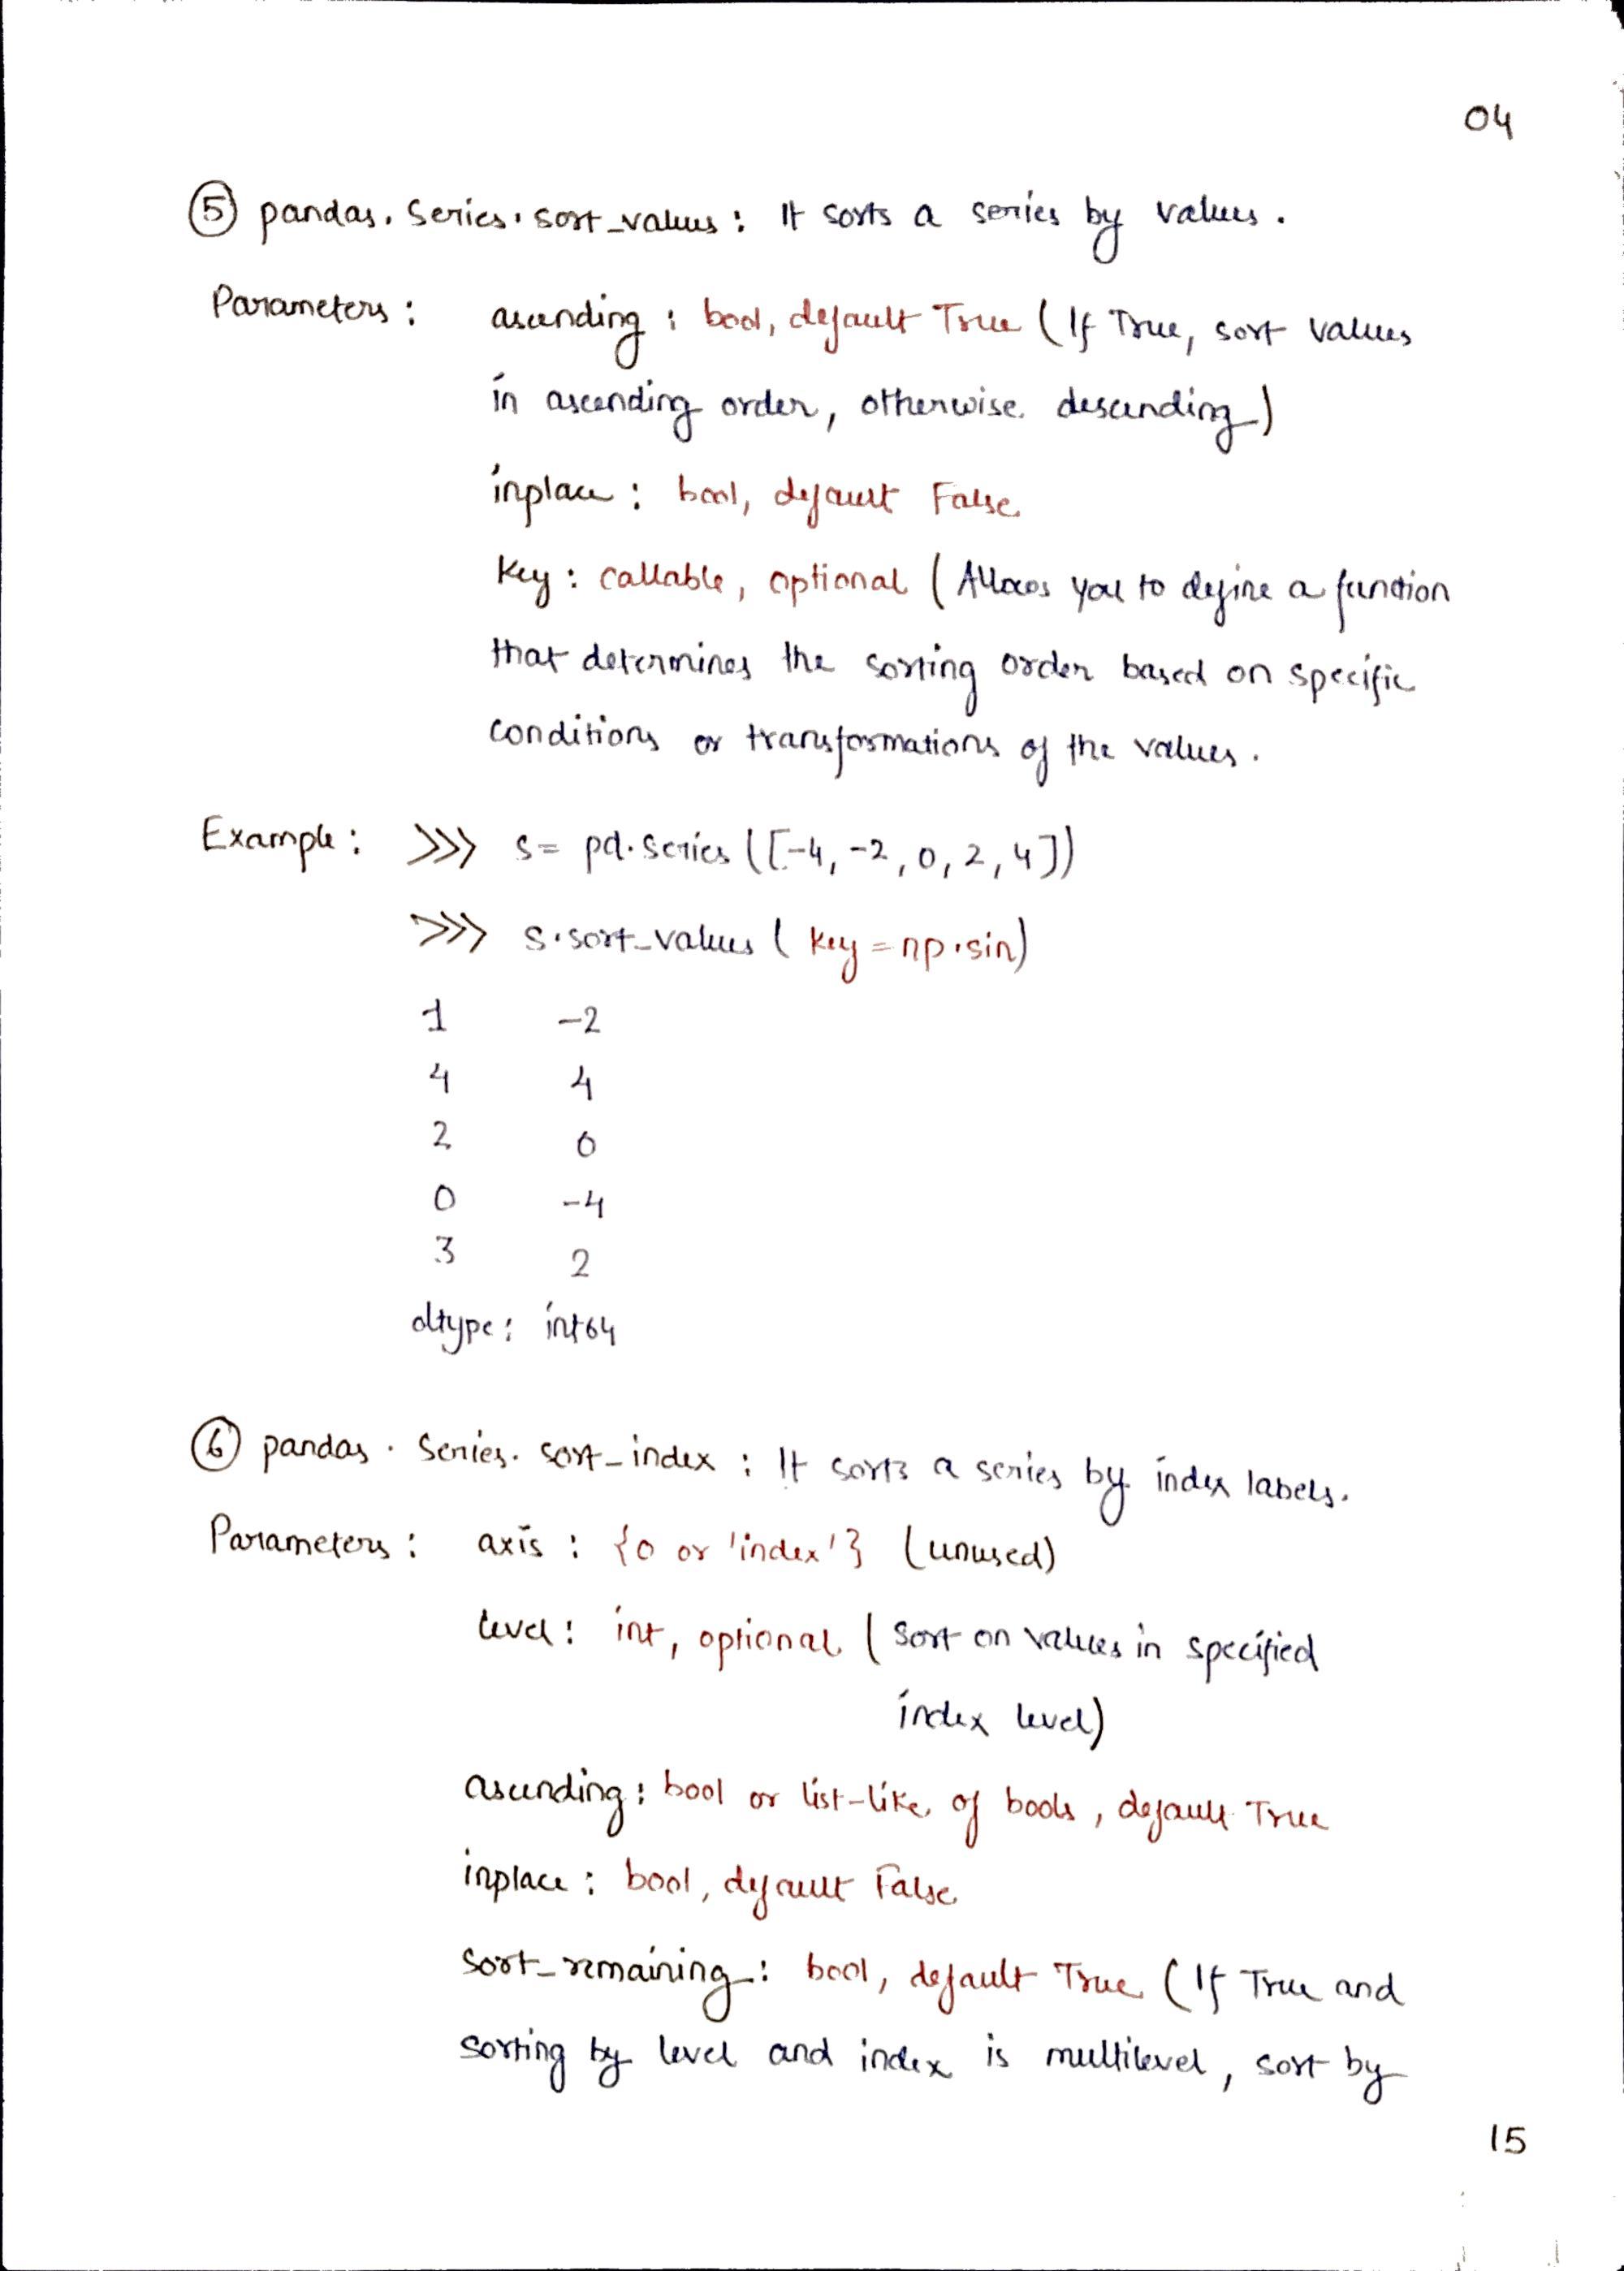 04
⑤ pandas. Series. sort_values : It sorts a series by values.
Parameters : ascending : bool, default True (If True, sort values
in ascending order, otherwise descending)
inplace : bool, default False
Key : callable, optional (Allows you to define a function
that determines the sorting order based on specific
conditions or transformations of the values.
Example : >>> s = pd.series ([-4, -2, 0, 2, 4])
>>> s.sort_values ( key = np.sin)
1 -2
4 4
2 0
0 -4
3 2
dtype : int64
⑥ pandas . Series. sort_index : It sorts a series by index labels.
Parameters : axis : {0 or 'index'} (unused)
level : int, optional ( sort on values in specified
index level)
ascending : bool or list-like of bools, default True
inplace : bool, default False
sort_remaining : bool, default True (If True and
sorting by level and index is multilevel, sort by
15